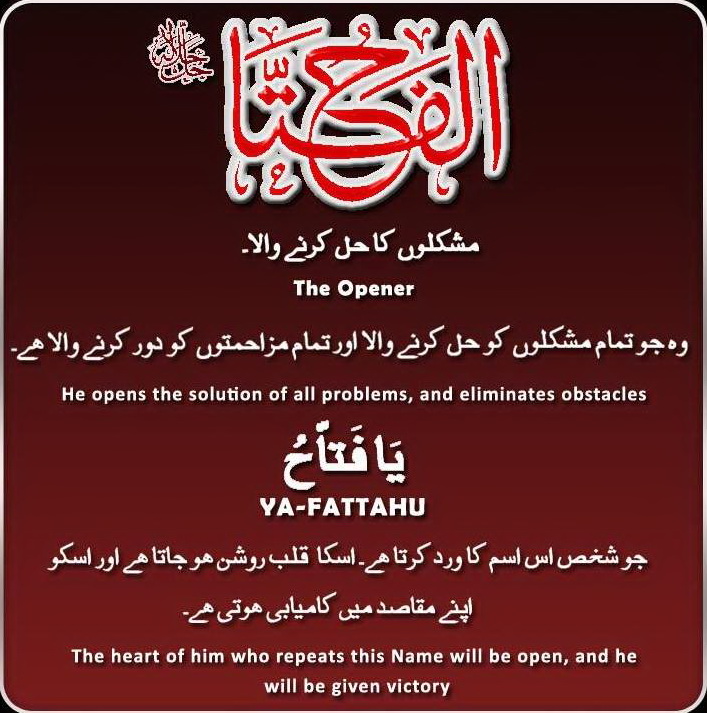 الفتاح جل جلاله
مشکلوں کا حل کرنے والا۔
The Opener
وہ جو تمام مشکلوں کو حل کرنے والا اور تمام مزاحمتوں کو دور کرنے والا ھے۔
He opens the solution of all problems, and eliminates obstacles
يَا فَتَّاحُ
YA-FATTAHU
جو شخص اس اسم کا ورد کرتا ھے۔ اسکا قلب روشن ھو جاتا ھے اور اسکو
اپنے مقاصد میں کامیابی ھوتی ھے۔
The heart of him who repeats this Name will be open, and he
will be given victory